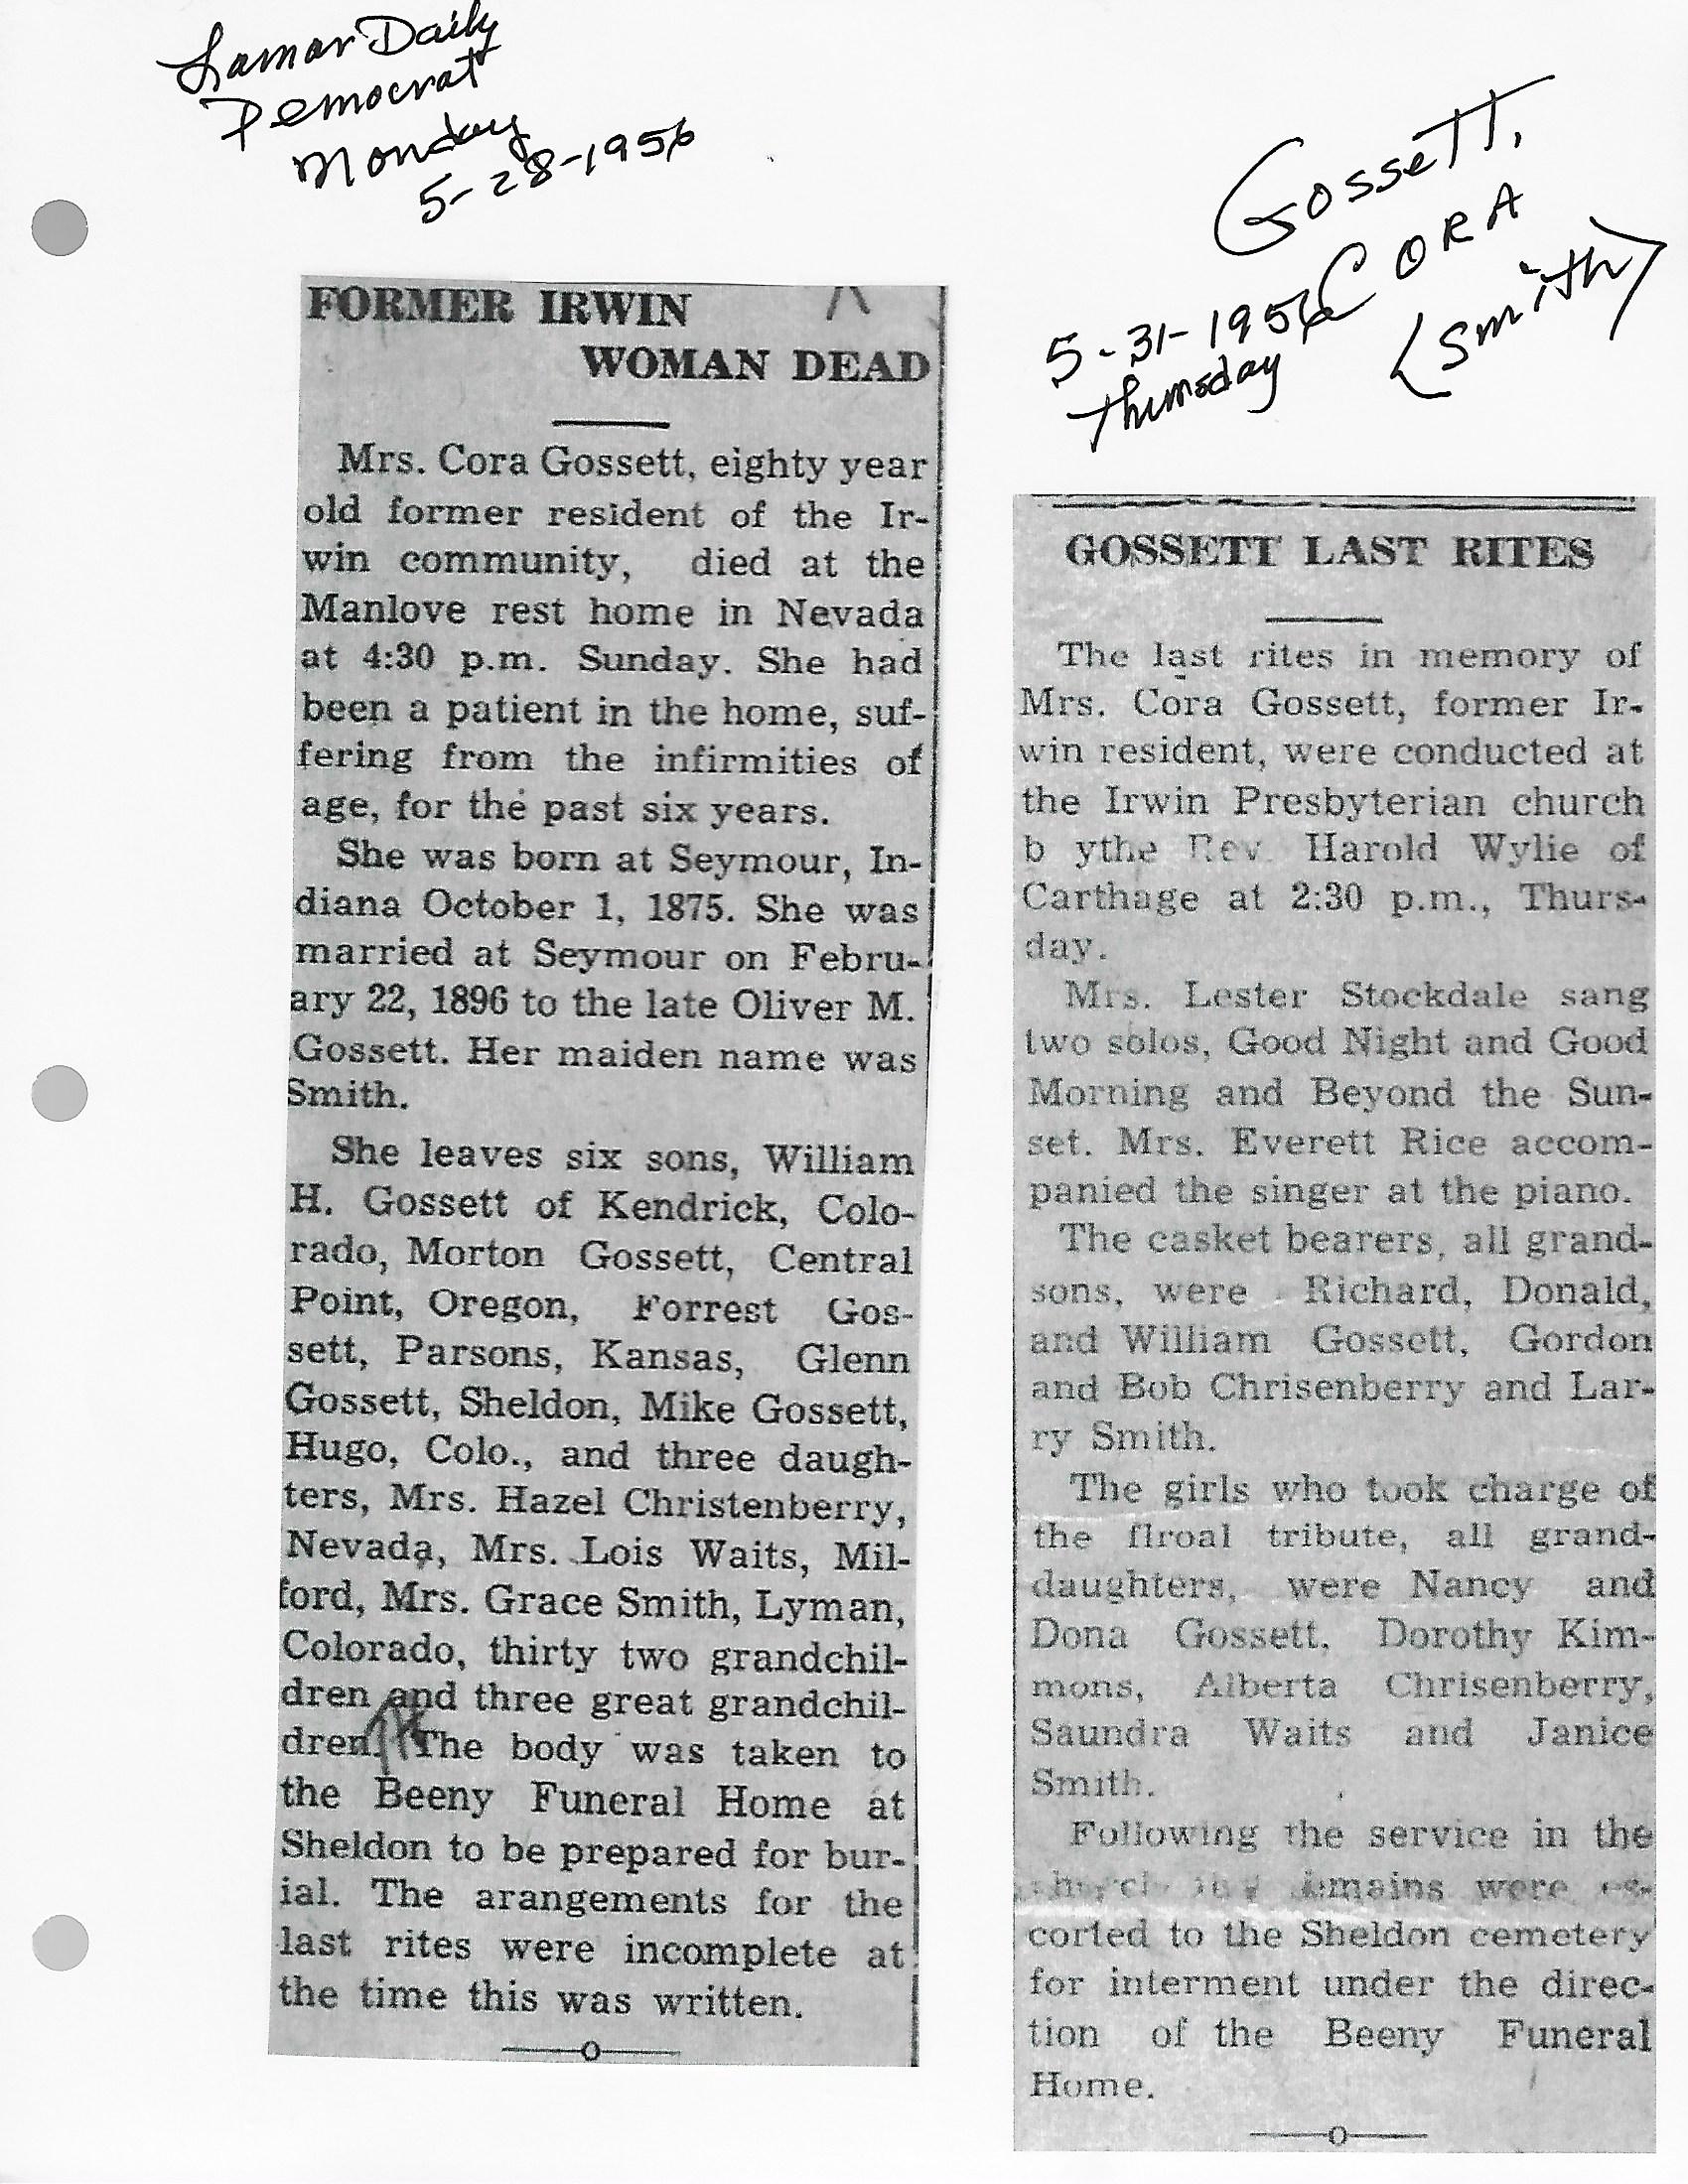 Lamar Daily
Democrat
Monday
5-28-1956
Gossett,
CORA
(Smith)
5-31-1956
Thursday
FORMER IRWIN
WOMAN DEAD
Mrs. Cora Gossett, eighty year
old former resident of the Ir-
win community, died at the
Manlove rest home in Nevada
at 4:30 p.m. Sunday. She had
been a patient in the home, suf-
fering from the infirmities of
age, for the past six years.
She was born at Seymour, In-
diana October 1, 1875. She was
married at Seymour on Febru-
ary 22, 1896 to the late Oliver M.
Gossett. Her maiden name was
Smith.
She leaves six sons, William
H. Gossett of Kendrick, Colo-
rado, Morton Gossett, Central
Point, Oregon, Forrest Gos-
sett, Parsons, Kansas, Glenn
Gossett, Sheldon, Mike Gossett,
Hugo, Colo., and three daugh-
ters, Mrs. Hazel Christenberry,
Nevada, Mrs. Lois Waits, Mil-
ford, Mrs. Grace Smith, Lyman,
Colorado, thirty two grandchil-
dren and three great grandchil-
dren. The body was taken to
the Beeny Funeral Home at
Sheldon to be prepared for bur-
ial. The arangements for the
last rites were incomplete at
the time this was written.
GOSSETT LAST RITES
The last rites in memory of
Mrs. Cora Gossett, former Ir-
win resident, were conducted at
the Irwin Presbyterian church
b ythe Rev. Harold Wylie of
Carthage at 2:30 p.m., Thurs-
day.
Mrs. Lester Stockdale sang
two solos, Good Night and Good
Morning and Beyond the Sun-
set. Mrs. Everett Rice accom-
panied the singer at the piano.
The casket bearers, all grand-
sons, were Richard, Donald,
and William Gossett, Gordon
and Bob Chrisenberry and Lar-
ry Smith.
The girls who took charge of
the flroal tribute, all grand-
daughters, were Nancy and
Dona Gossett, Dorothy Kim-
mons, Alberta Chrisenberry,
Saundra Waits and Janice
Smith.
Following the service in the
church remains were es-
corted to the Sheldon cemetery
for interment under the direc-
tion of the Beeny Funeral
Home.